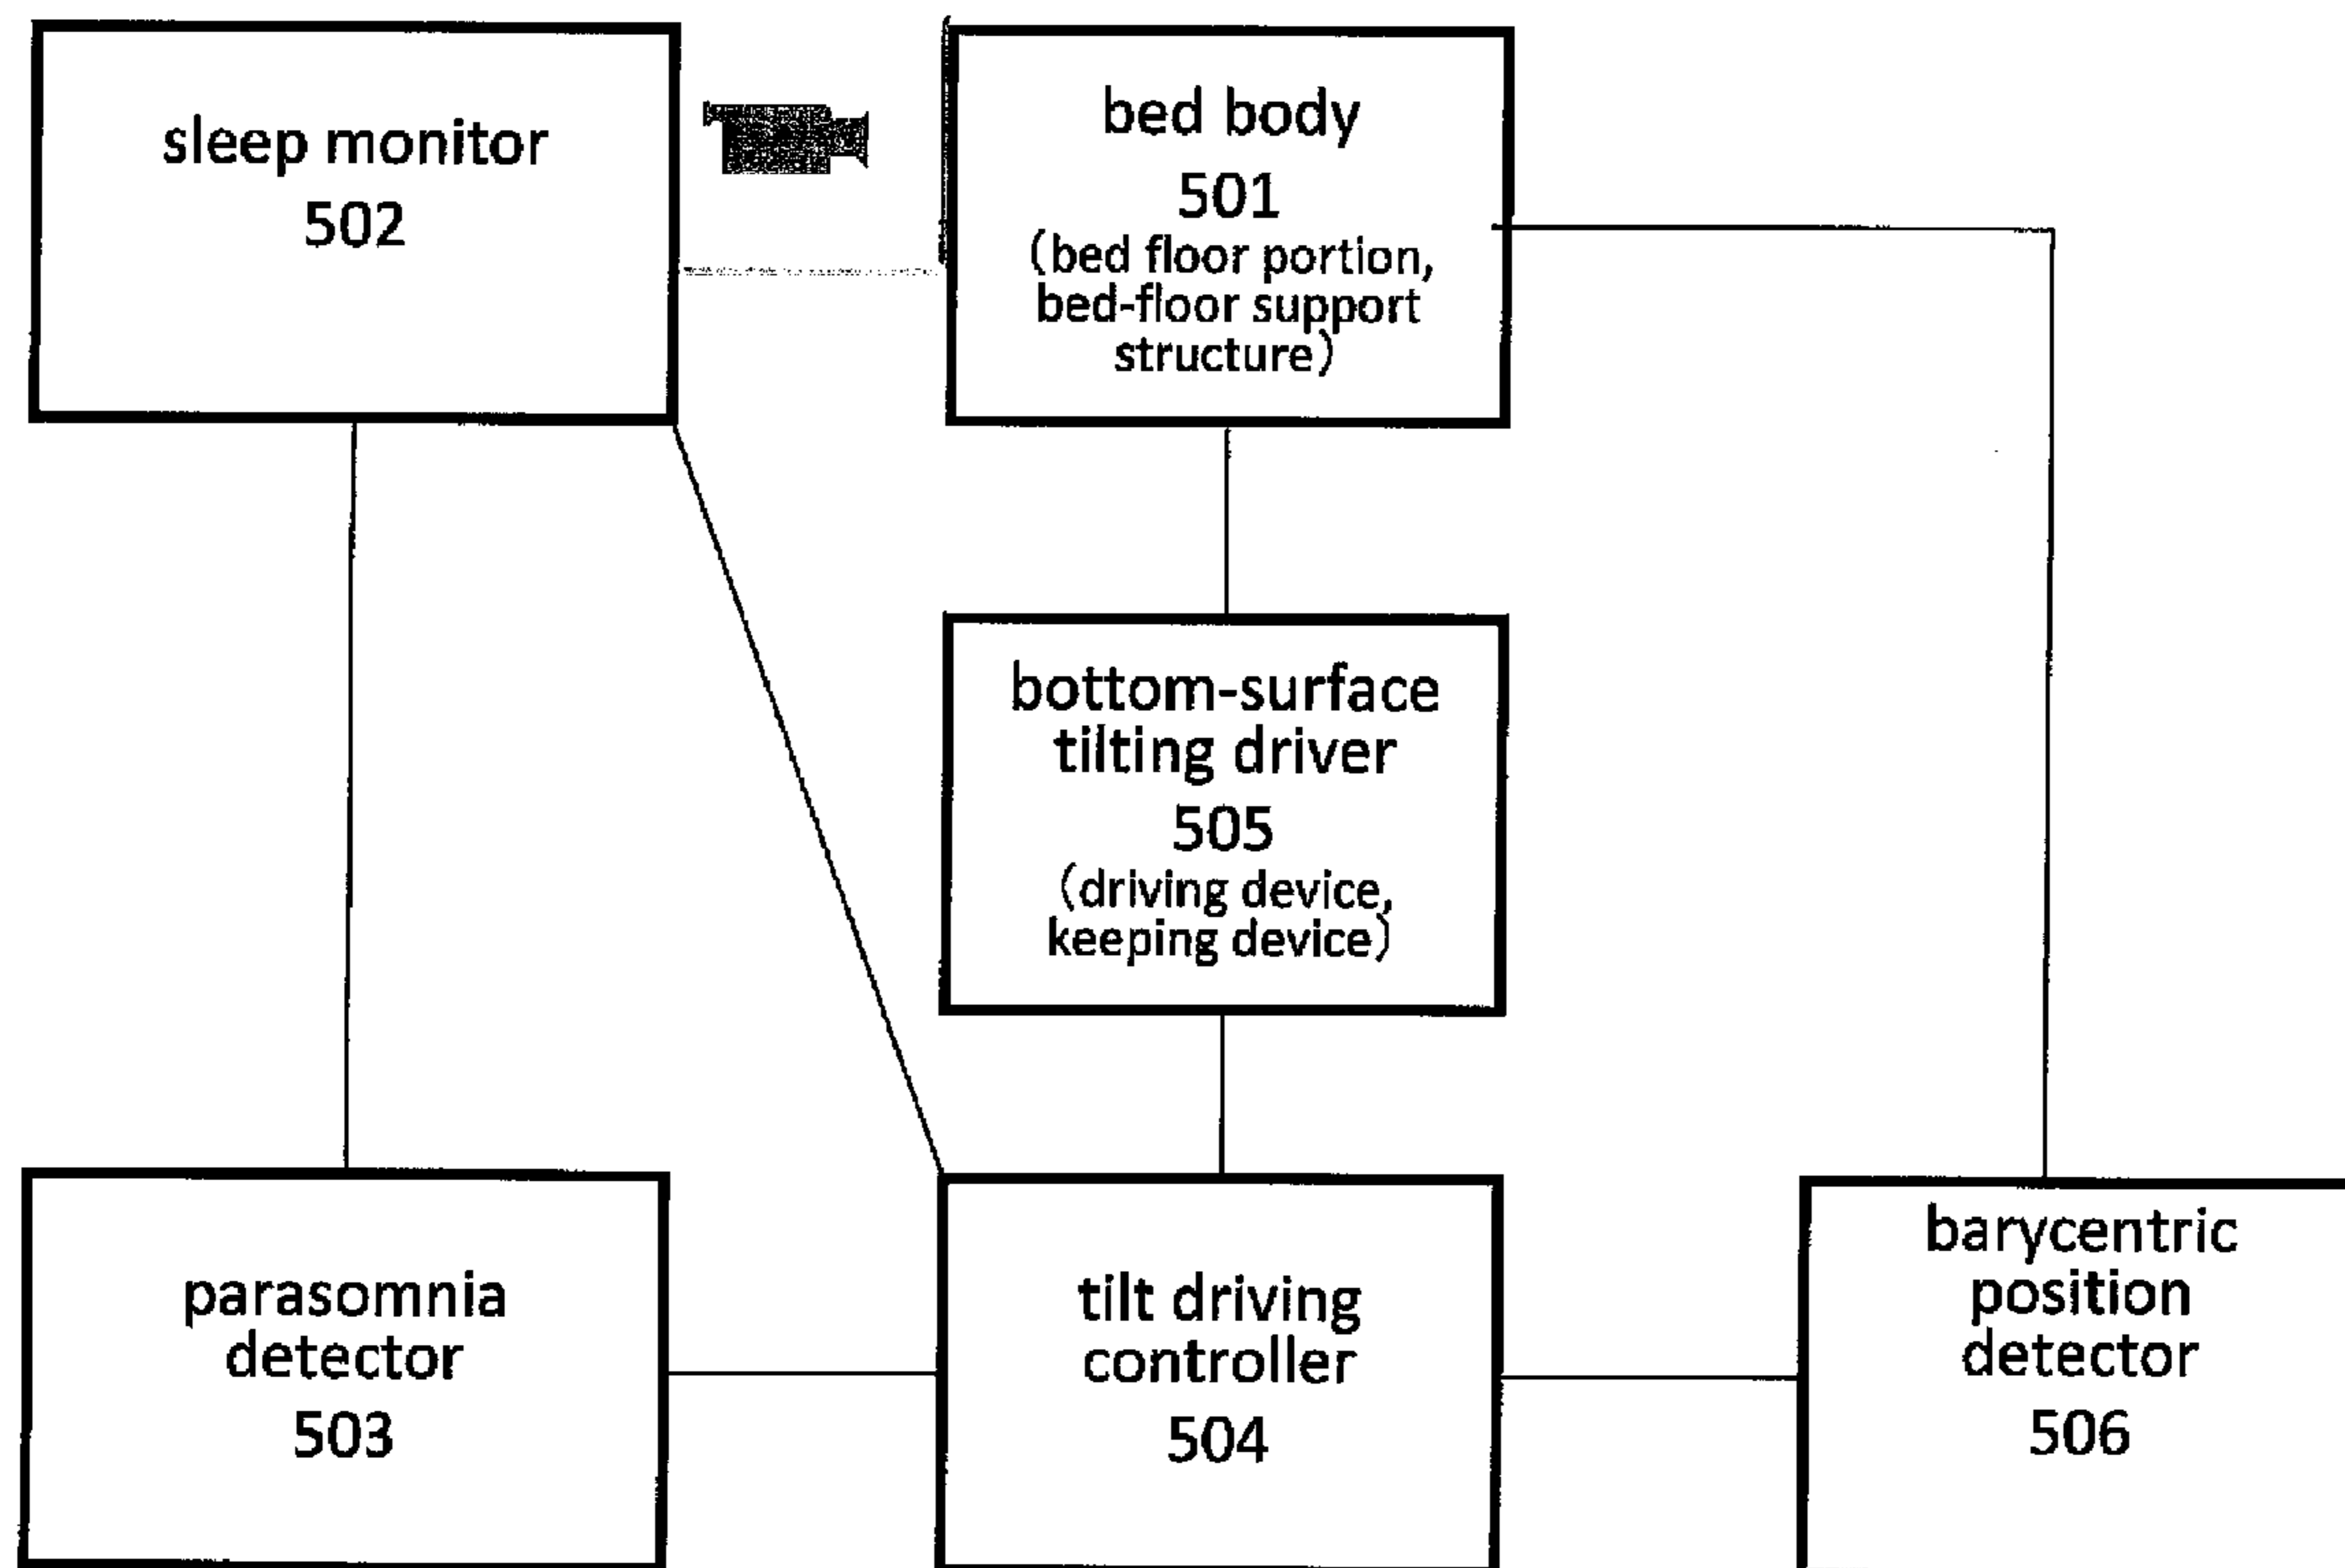 sleep monitor
502
bed body
501
（bed floor portion,
bed-floor support
structure）
bottom-surface
tilting driver
505
（driving device,
keeping device）
parasomnia
detector
503
tilt driving
controller
504
barycentric
position
detector
506